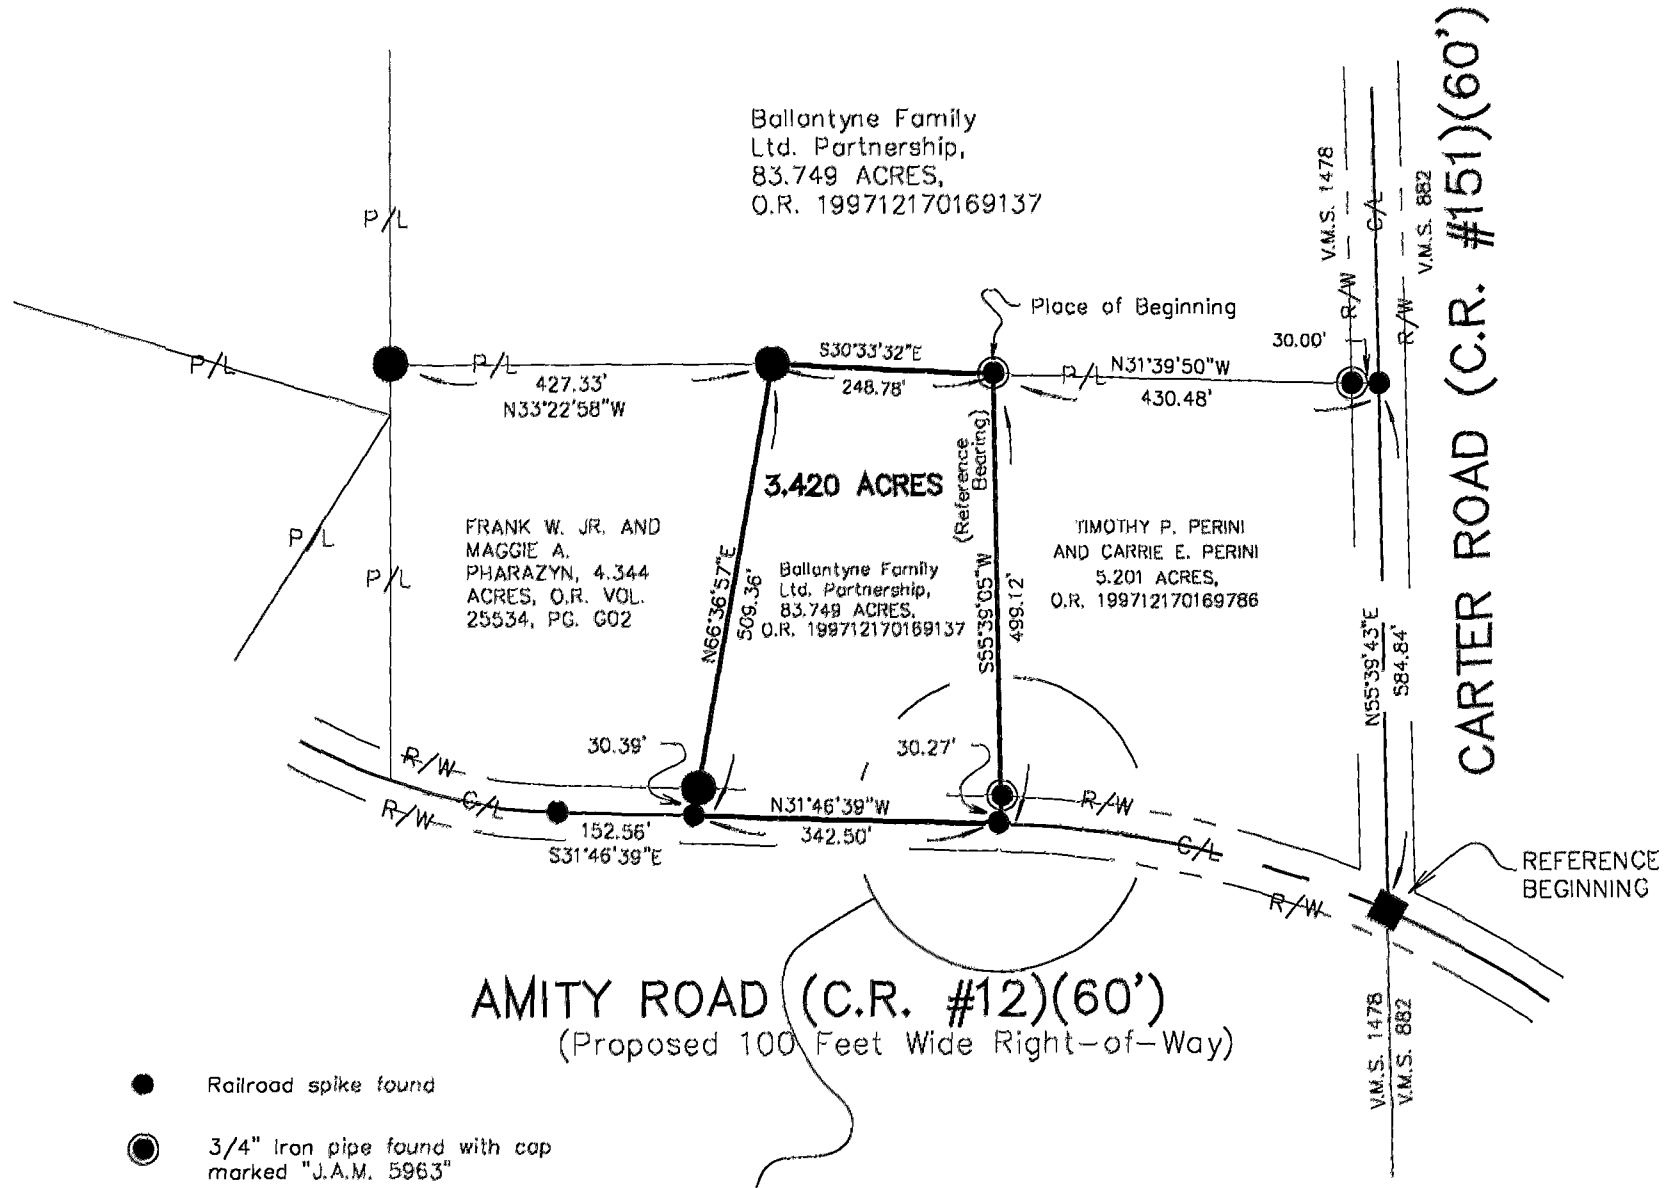 Ballantyne Family
Ltd. Partnership,
83.749 ACRES,
O.R. 199712170169137
V.M.S. 1478
R/W
C/L
V.M.S. 882
R/W
CARTER ROAD (C.R. #151)(60')
P/L
P/L
Place of Beginning
30.00'
P/L
427.33'
N33°22'58"W
S30°33'32"E
248.78'
P/L
N31°39'50"W
430.48'
3.420 ACRES
(Reference
Bearing)
FRANK W. JR. AND
MAGGIE A.
PHARAZYN, 4.344
ACRES, O.R. VOL.
25534, PG. G02
P/L
P/L
N66°36'57"E
509.36'
Ballantyne Family
Ltd. Partnership,
83.749 ACRES,
O.R. 199712170169137
S55°39'05"W
499.12'
TIMOTHY P. PERINI
AND CARRIE E. PERINI
5.201 ACRES,
O.R. 199712170169786
N55°39'43"E
584.84'
R/W
30.39'
30.27'
R/W
C/L
152.56'
S31°46'39"E
N31°46'39"W
342.50'
R/W
C/L
R/W
REFERENCE
BEGINNING
AMITY ROAD (C.R. #12)(60')
(Proposed 100 Feet Wide Right-of-Way)
V.M.S. 1478
V.M.S. 882
Railroad spike found
3/4" Iron pipe found with cap
marked "J.A.M. 5963"